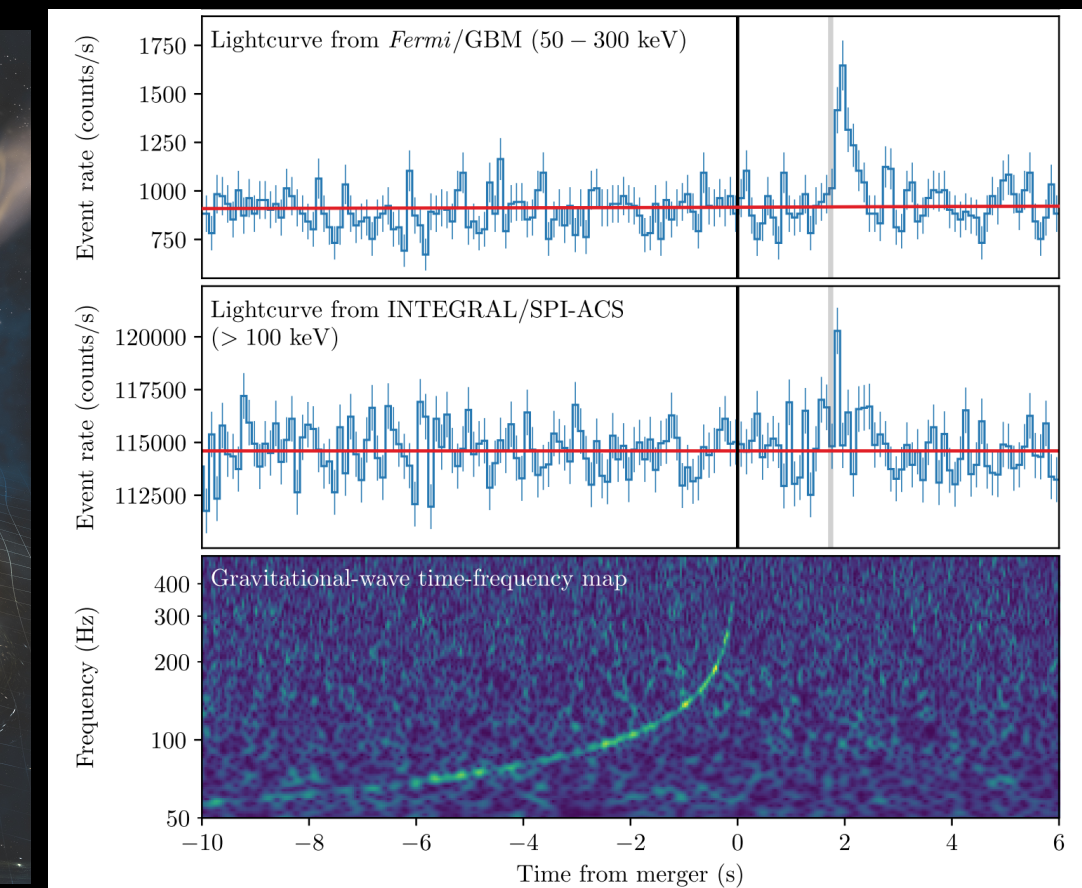 Lightcurve from Fermi/GBM (50 – 300 keV)
Event rate (counts/s)
1750
1500
1250
1000
750
Lightcurve from INTEGRAL/SPI-ACS
(> 100 keV)
Event rate (counts/s)
120000
117500
115000
112500
Gravitational-wave time-frequency map
Frequency (Hz)
400
300
200
100
50
−10 −8 −6 −4 −2 0 2 4 6
Time from merger (s)